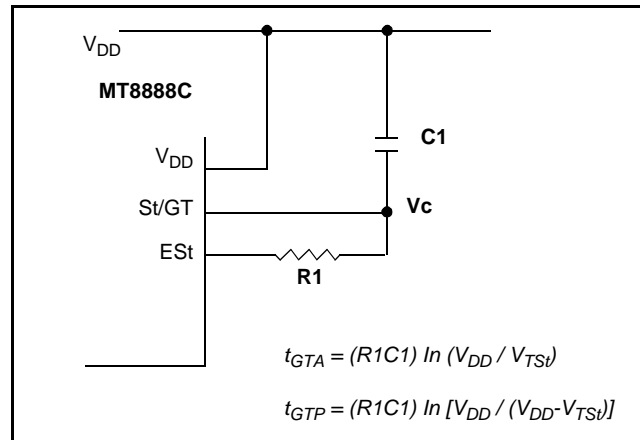 VDD
MT8888C
C1
VDD
St/GT
Vc
ESt
R1
tGTA = (R1C1) In (VDD / VTSt)
tGTP = (R1C1) In [VDD / (VDD-VTSt)]